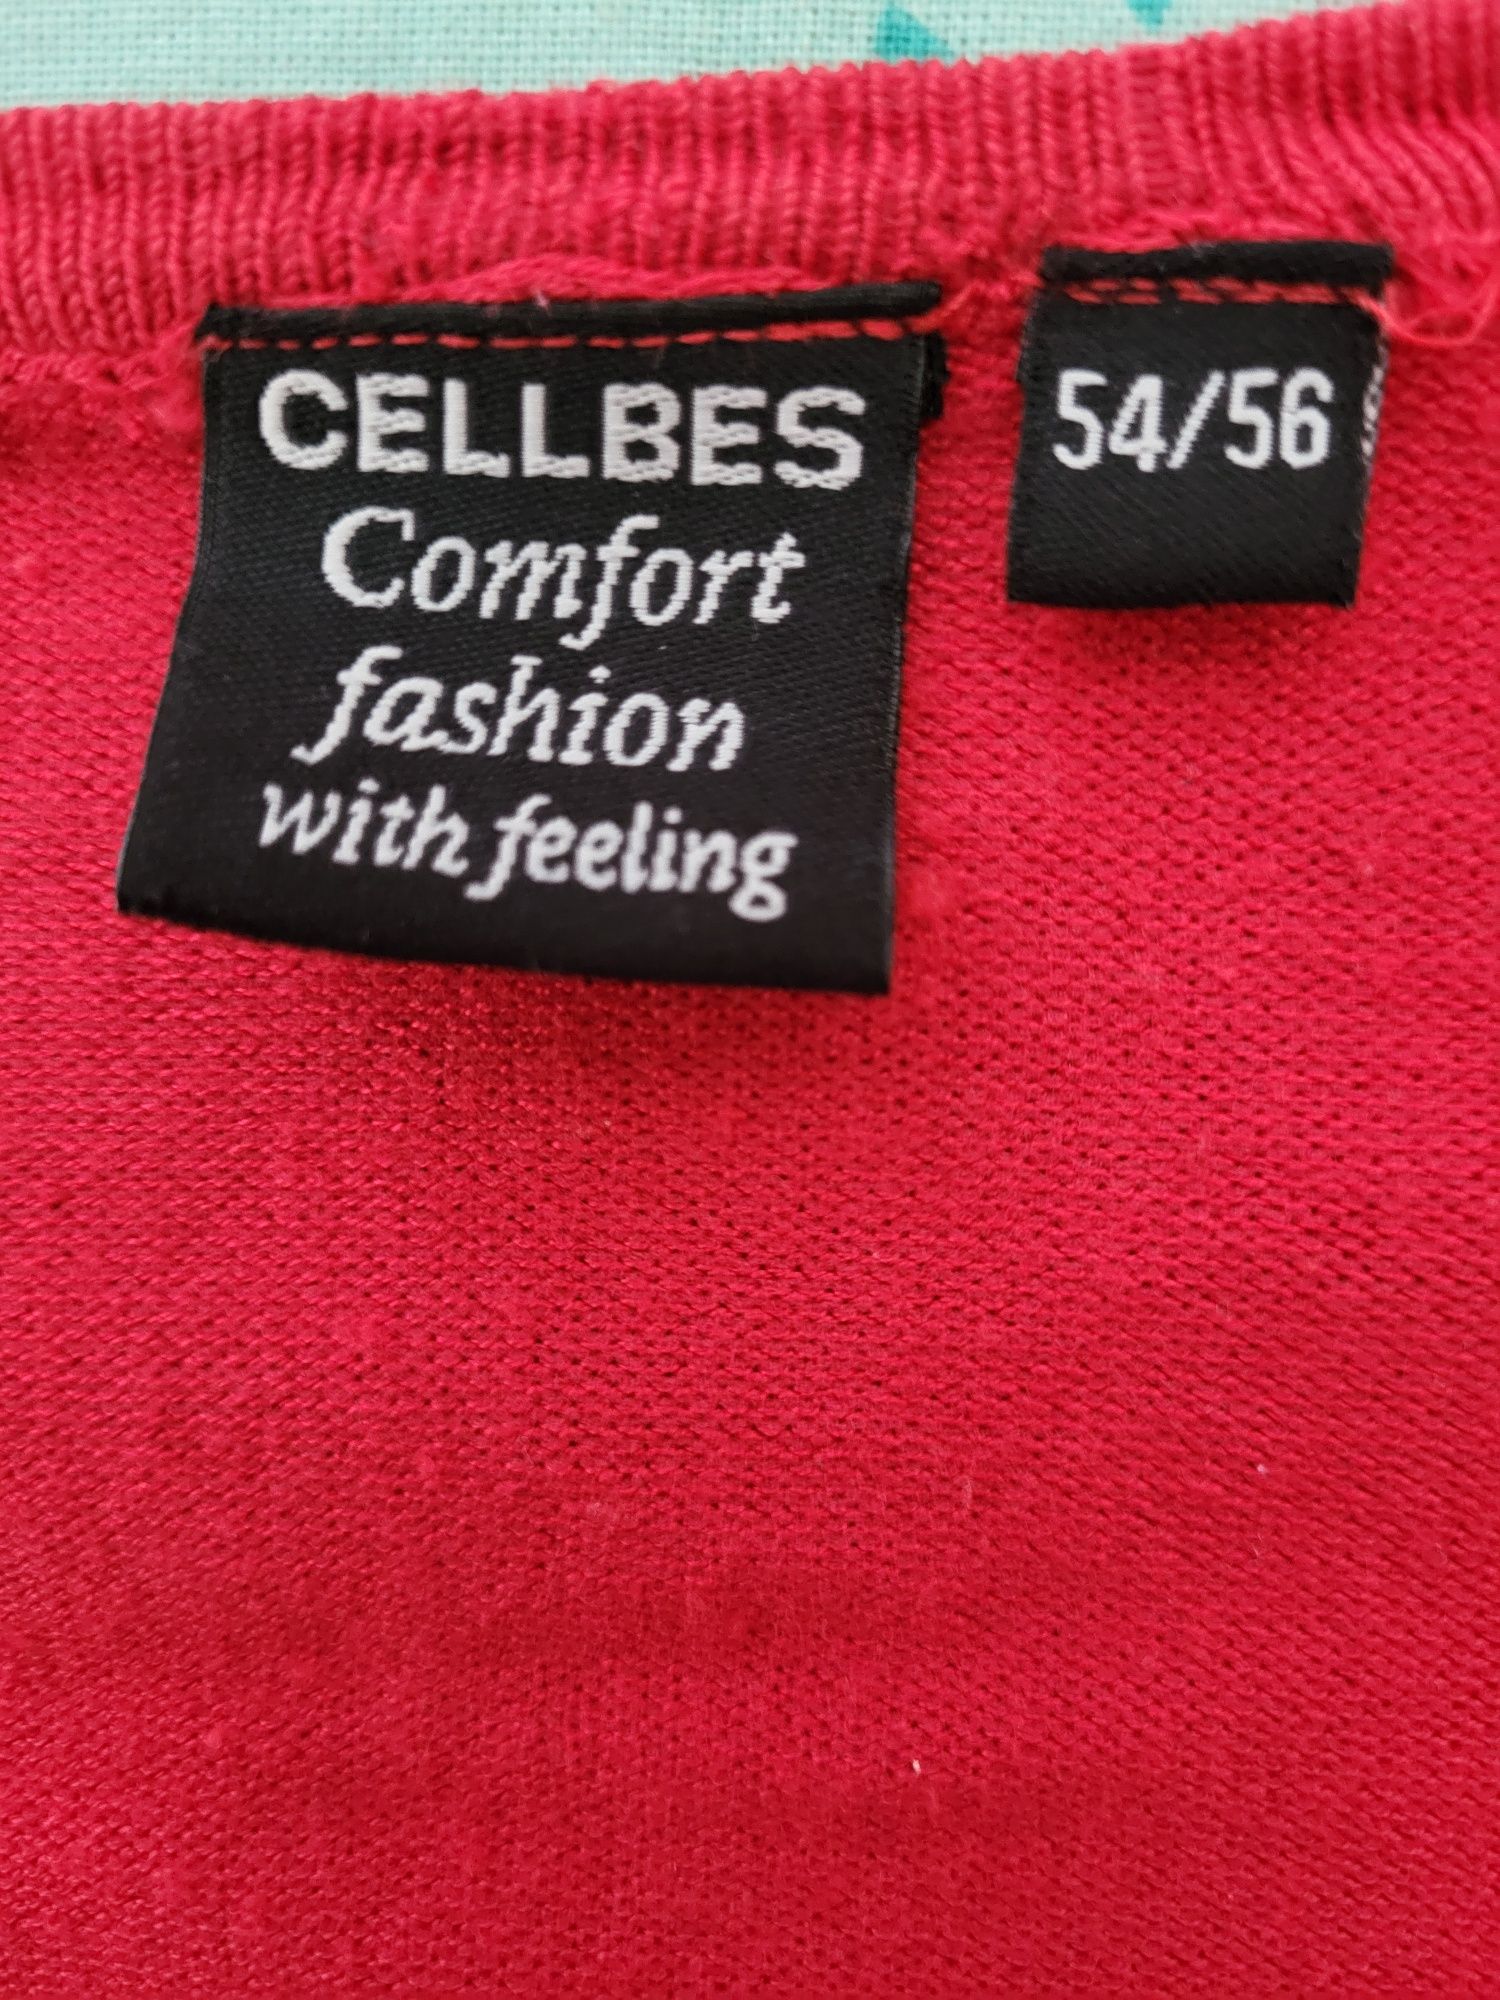 CELLBES
Comfort
fashion
with feeling
54/56